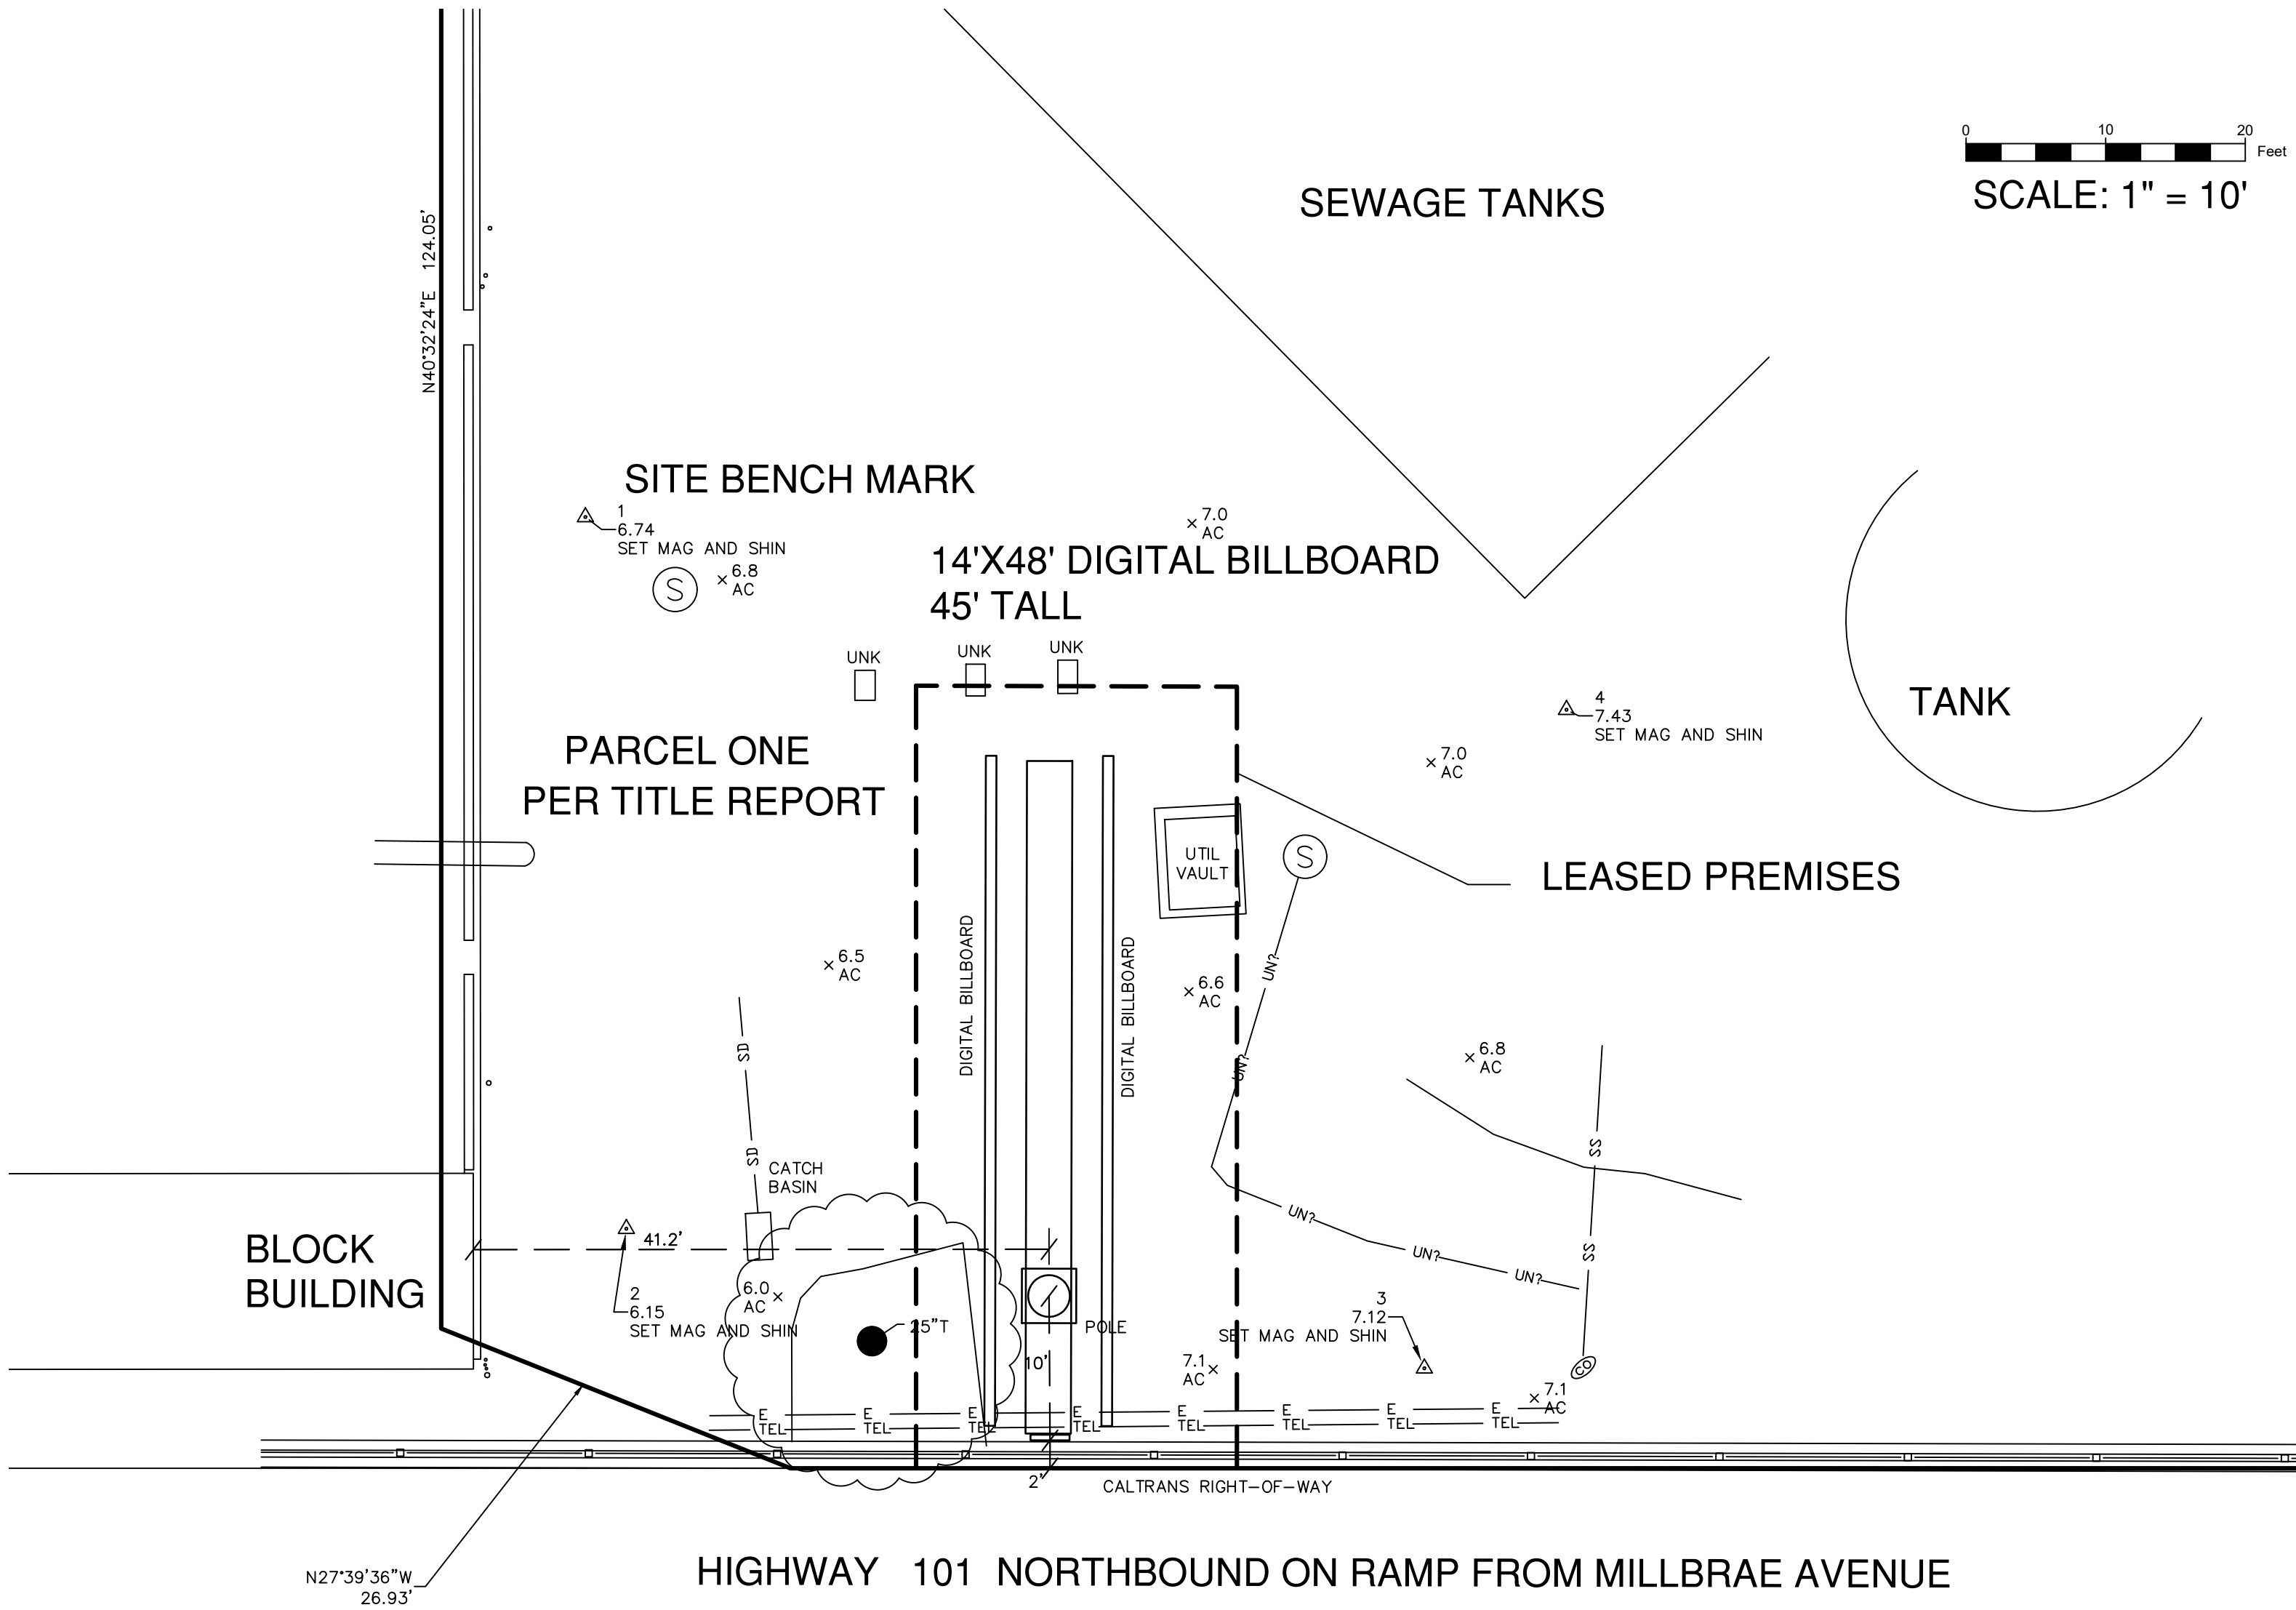 0 10 20 Feet
SCALE: 1" = 10'
SEWAGE TANKS
N40°32'24"E 124.05'
SITE BENCH MARK
1
6.74
SET MAG AND SHIN
S
6.8
AC
7.0
AC
14'X48' DIGITAL BILLBOARD
45' TALL
UNK
UNK
UNK
4
7.43
SET MAG AND SHIN
TANK
PARCEL ONE
PER TITLE REPORT
7.0
AC
UTIL
VAULT
S
LEASED PREMISES
DIGITAL BILLBOARD
DIGITAL BILLBOARD
6.5
AC
6.6
AC
UN?
UN?
6.8
AC
SD
SD
SS
SS
CATCH
BASIN
UN?
UN?
UN?
BLOCK
BUILDING
41.2'
2
6.15
SET MAG AND SHIN
6.0
AC
25"T
POLE
10'
3
7.12
SET MAG AND SHIN
7.1
AC
CO
7.1
AC
E E E E E E E E
TEL TEL TEL TEL TEL TEL TEL TEL
2'
CALTRANS RIGHT-OF-WAY
N27°39'36"W
26.93'
HIGHWAY 101 NORTHBOUND ON RAMP FROM MILLBRAE AVENUE